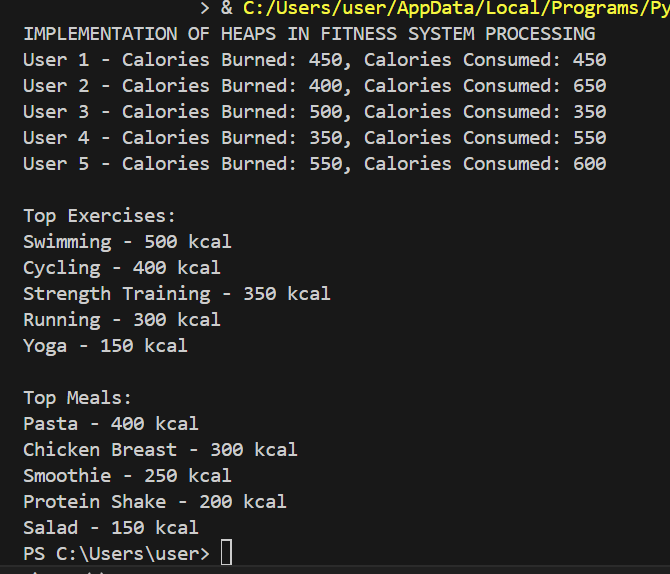 > & C:/Users/user/AppData/Local/Programs/Py
IMPLEMENTATION OF HEAPS IN FITNESS SYSTEM PROCESSING
User 1 - Calories Burned: 450, Calories Consumed: 450
User 2 - Calories Burned: 400, Calories Consumed: 650
User 3 - Calories Burned: 500, Calories Consumed: 350
User 4 - Calories Burned: 350, Calories Consumed: 550
User 5 - Calories Burned: 550, Calories Consumed: 600
Top Exercises:
Swimming - 500 kcal
Cycling - 400 kcal
Strength Training - 350 kcal
Running - 300 kcal
Yoga - 150 kcal
Top Meals:
Pasta - 400 kcal
Chicken Breast - 300 kcal
Smoothie - 250 kcal
Protein Shake - 200 kcal
Salad - 150 kcal
PS C:\Users\user>